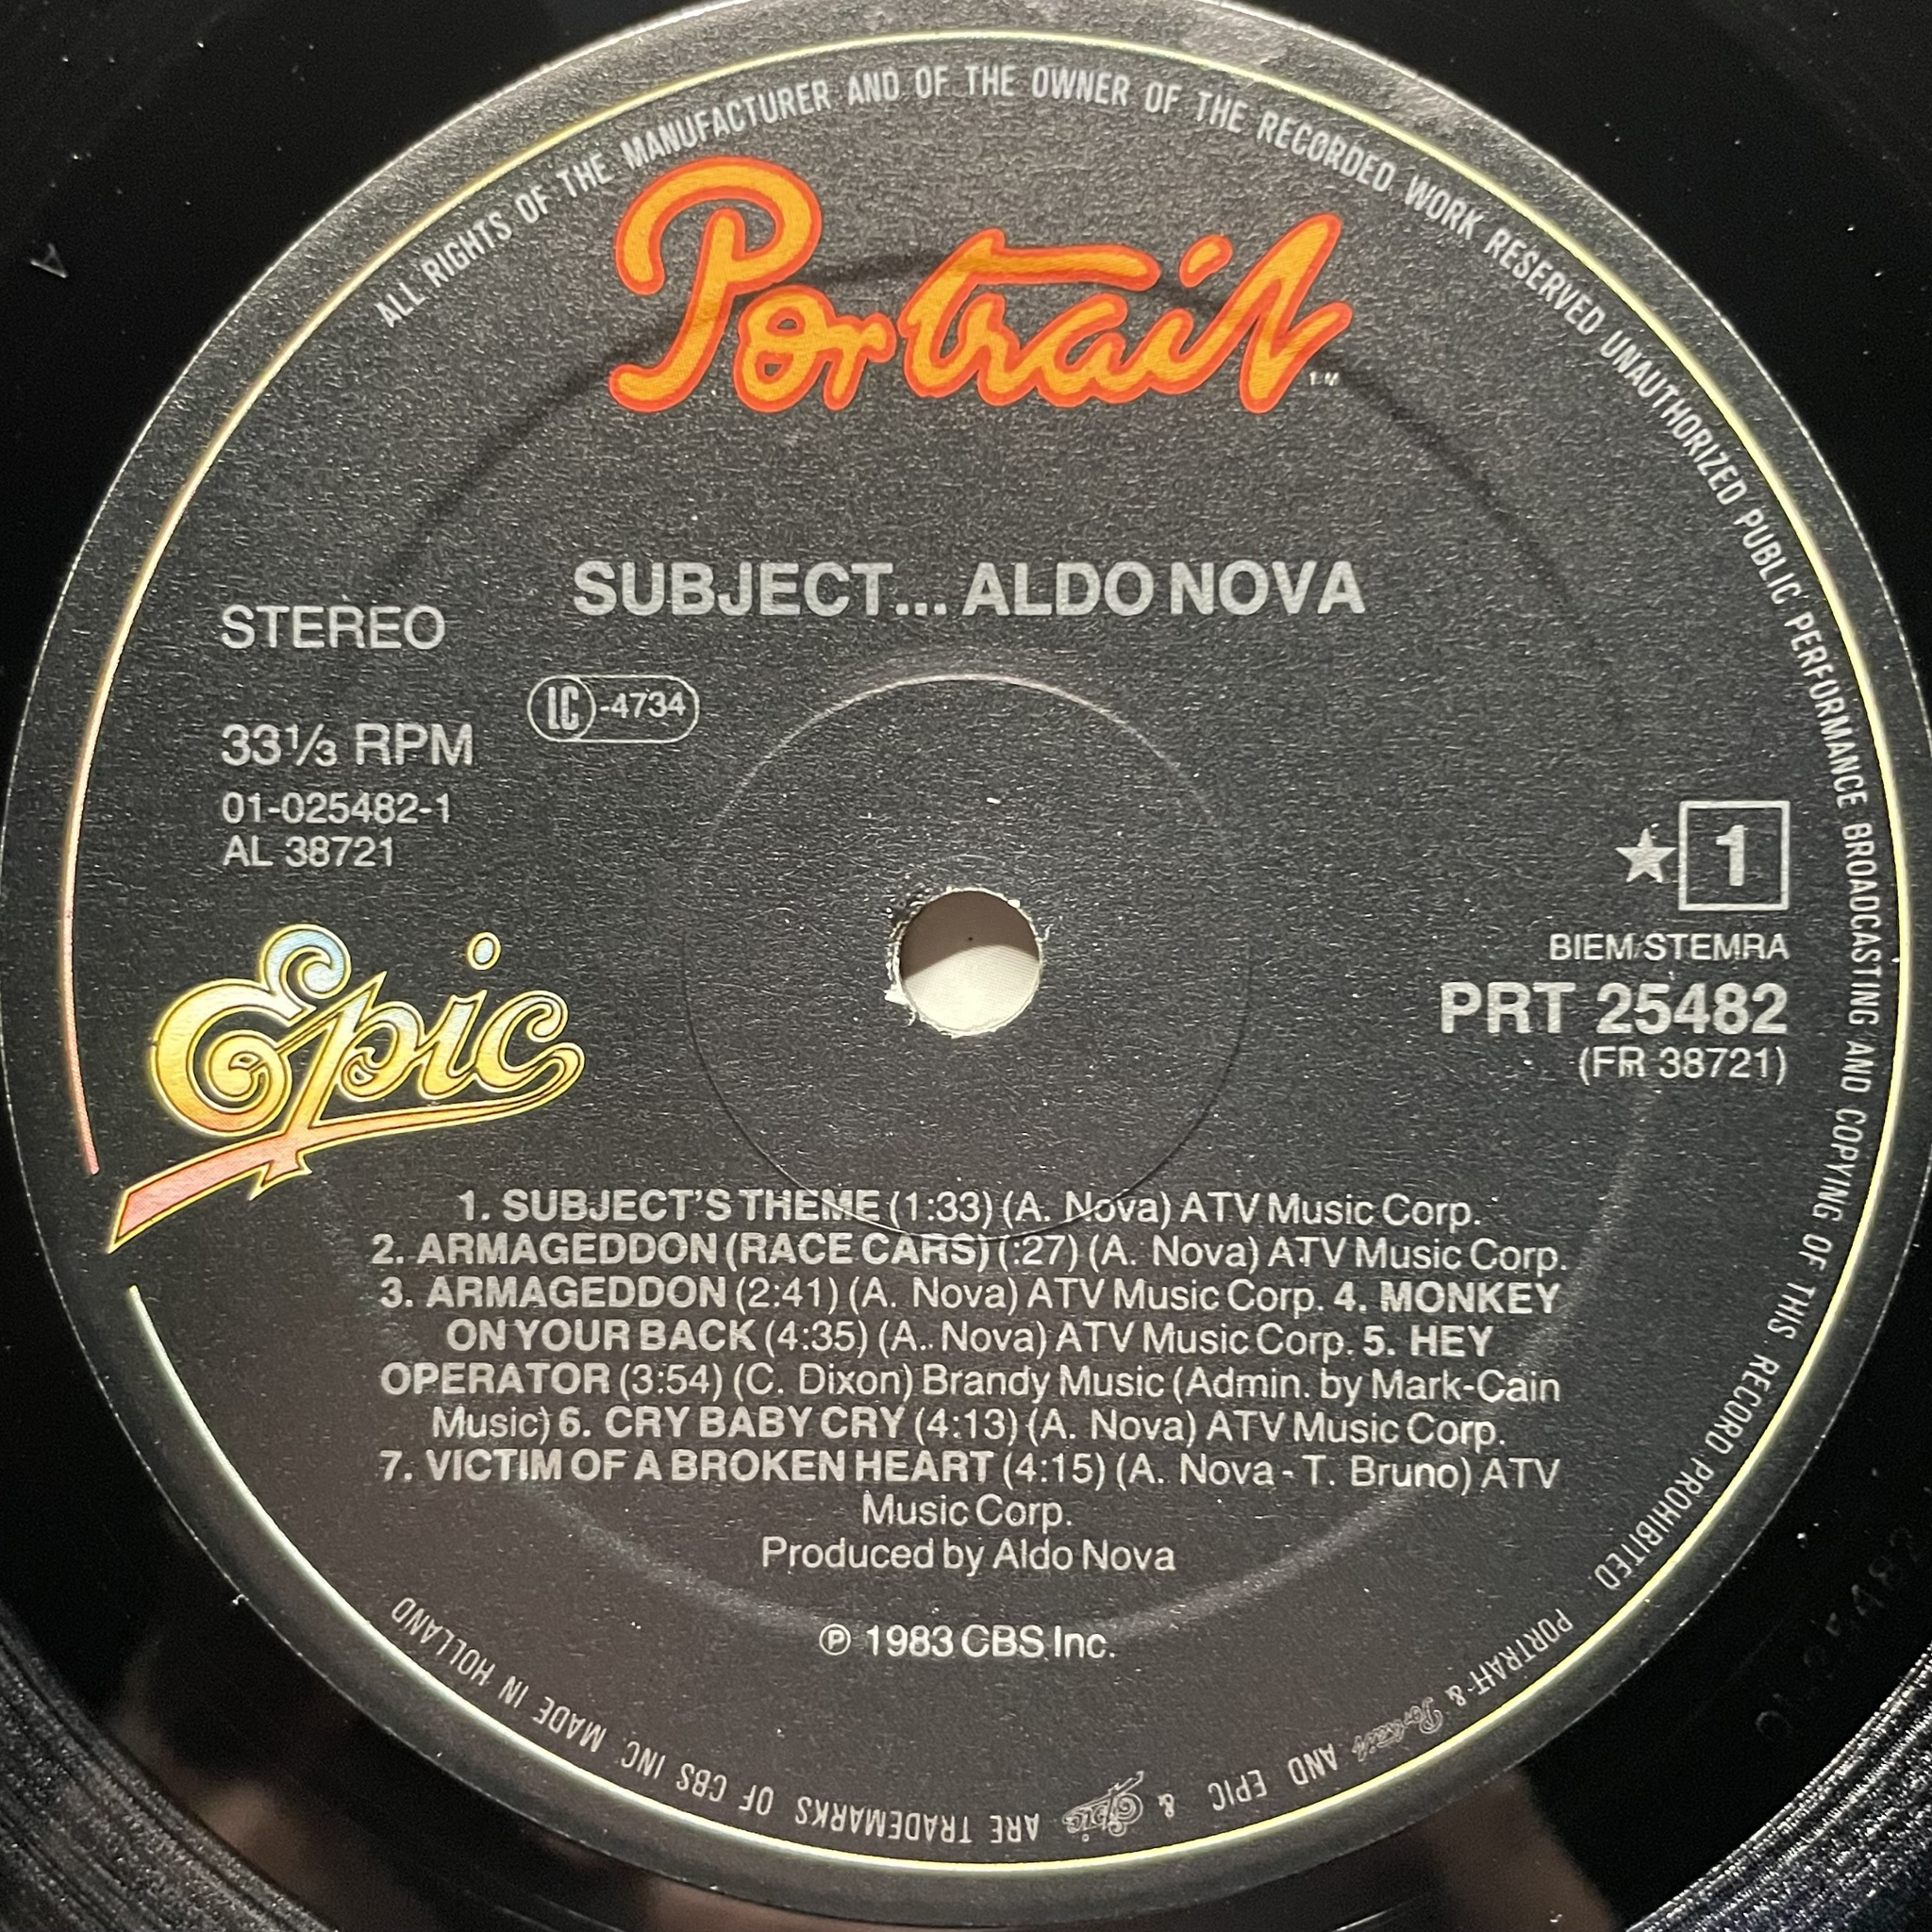 ALL RIGHTS OF THE MANUFACTURER AND OF THE OWNER OF THE RECORDED WORK RESERVED UNAUTHORIZED PUBLIC PERFORMANCE BROADCASTING AND COPYING OF THIS RECORD PROHIBITED
Portrait
TM
SUBJECT... ALDO NOVA
STEREO
LC-4734
33⅓ RPM
01-025482-1
AL 38721
★ 1
BIEM/STEMRA
PRT 25482
(FR 38721)
Epic
1. SUBJECT'S THEME (1:33) (A. Nova) ATV Music Corp.
2. ARMAGEDDON (RACE CARS) (:27) (A. Nova) ATV Music Corp.
3. ARMAGEDDON (2:41) (A. Nova) ATV Music Corp. 4. MONKEY
ON YOUR BACK (4:35) (A. Nova) ATV Music Corp. 5. HEY
OPERATOR (3:54) (C. Dixon) Brandy Music (Admin. by Mark-Cain
Music) 6. CRY BABY CRY (4:13) (A. Nova) ATV Music Corp.
7. VICTIM OF A BROKEN HEART (4:15) (A. Nova - T. Bruno) ATV
Music Corp.
Produced by Aldo Nova
℗ 1983 CBS Inc.
PORTRAIT & Portrait AND EPIC & Epic ARE TRADEMARKS OF CBS INC. MADE IN HOLLAND
A